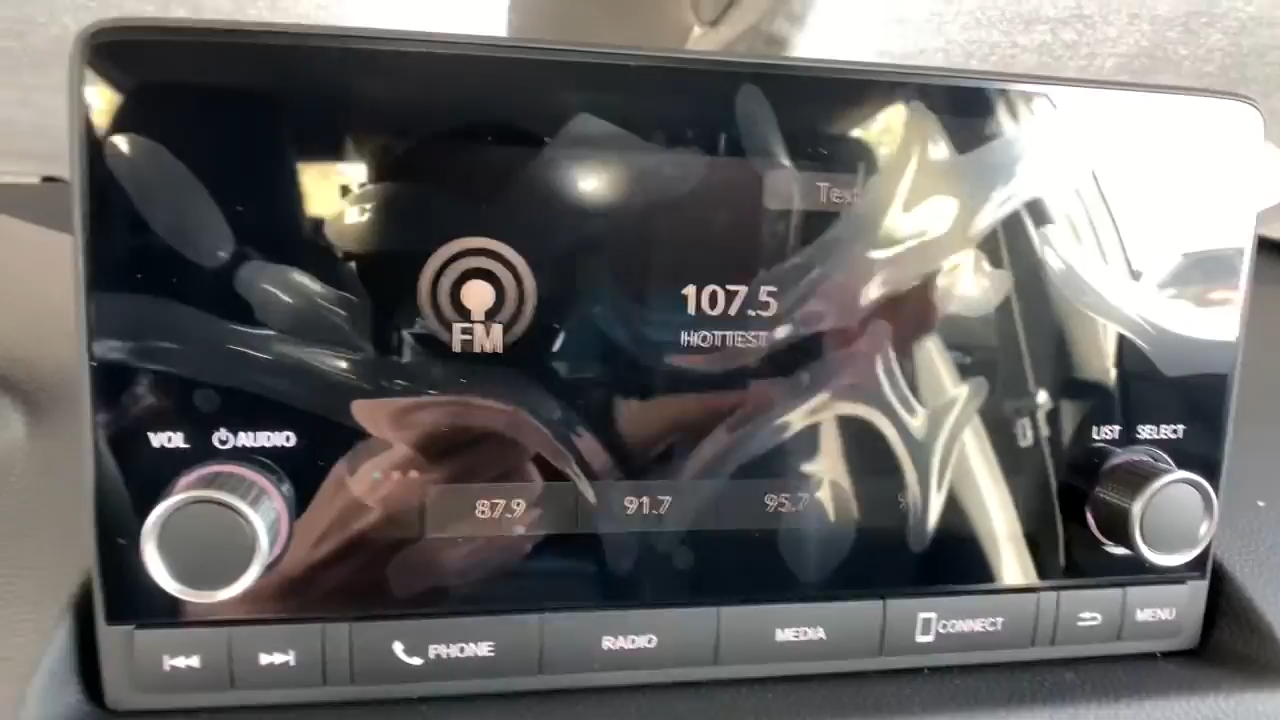 Text
FM
107.5
HOTTEST
VOL AUDIO
LIST SELECT
87.9 91.7 95.7
PHONE RADIO MEDIA CONNECT MENU